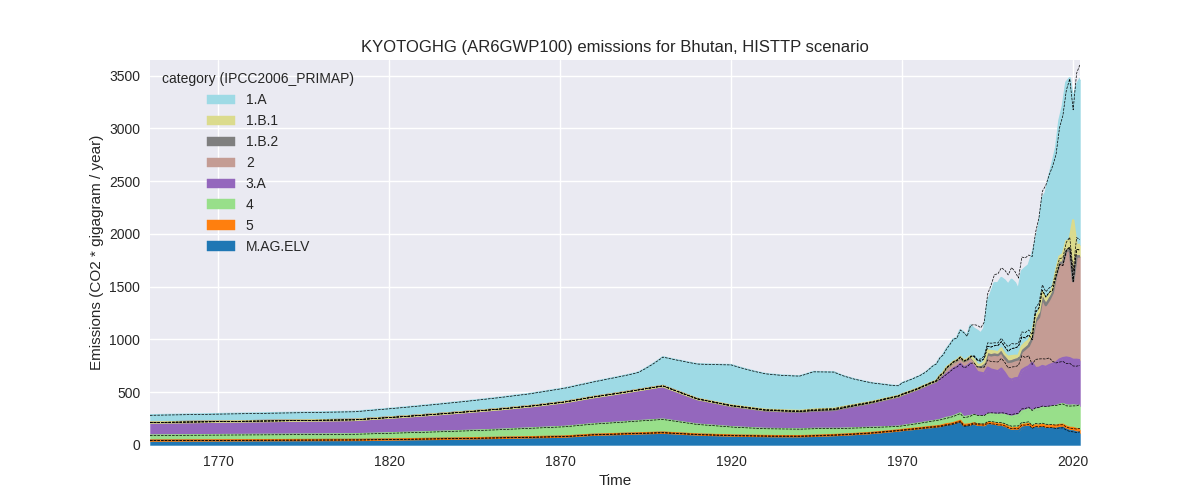 KYOTOGHG (AR6GWP100) emissions for Bhutan, HISTTP scenario
Emissions (CO2 * gigagram / year)
3500
3000
2500
2000
1500
1000
500
0
category (IPCC2006_PRIMAP)
1.A
1.B.1
1.B.2
2
3.A
4
5
M.AG.ELV
1770
1820
1870
1920
1970
2020
Time